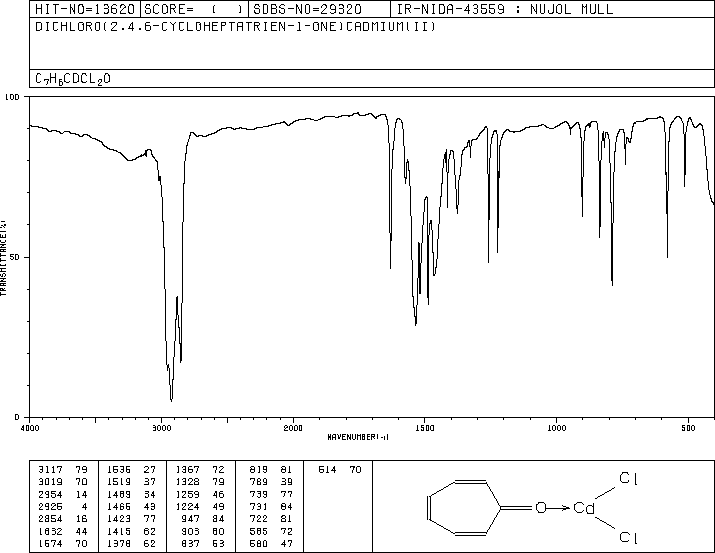 HIT-NO=13620 SCORE= ( ) SDBS-NO=29320 IR-NIDA-43559 : NUJOL MULL
DICHLORO(2,4,6-CYCLOHEPTATRIEN-1-ONE)CADMIUM(II)
C7H6CDCL2O
100
50
0
TRANSMITTANCE(%)
4000 3000 2000 1500 1000 500
WAVENUMBER(-1)
3117 79 1536 27 1367 72 819 81 514 70
3019 70 1519 37 1328 79 789 39
2954 14 1489 34 1259 46 739 77
2925 4 1465 43 1224 49 731 84
2854 16 1423 77 947 84 722 81
1632 44 1415 62 903 60 585 72
1574 70 1378 62 837 53 580 47
Cl
O Cd
Cl